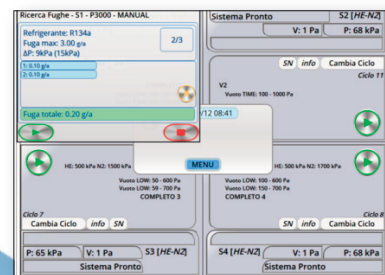 Ricerca Fughe - S1 - P3000 - MANUAL
Refrigerante: R134a
Fuga max: 3.00 g/a
ΔP: 9kPa (15kPa)
2/3
1: 0.10 g/a
2: 0.10 g/a
Fuga totale: 0.20 g/a
Sistema Pronto
S2 [HE-N2]
V: 1 Pa
P: 68 kPa
SN
info
Cambia Ciclo
Ciclo 11
V2
Vuoto TIME: 100 - 1000 Pa
/12 08:41
MENU
HE: 500 kPa N2: 1500 kPa
Vuoto LOW: 50 - 600 Pa
Vuoto LOW: 59 - 700 Pa
COMPLETO 3
Ciclo 7
Cambia Ciclo
info
SN
P: 65 kPa
V: 1 Pa
S3 [HE-N2]
Sistema Pronto
HE: 500 kPa N2: 1700 kPa
Vuoto LOW: 100 - 600 Pa
Vuoto LOW: 150 - 700 Pa
COMPLETO 4
Ciclo 8
SN
info
Cambia Ciclo
S4 [HE-N2]
V: 1 Pa
P: 68 kPa
Sistema Pronto